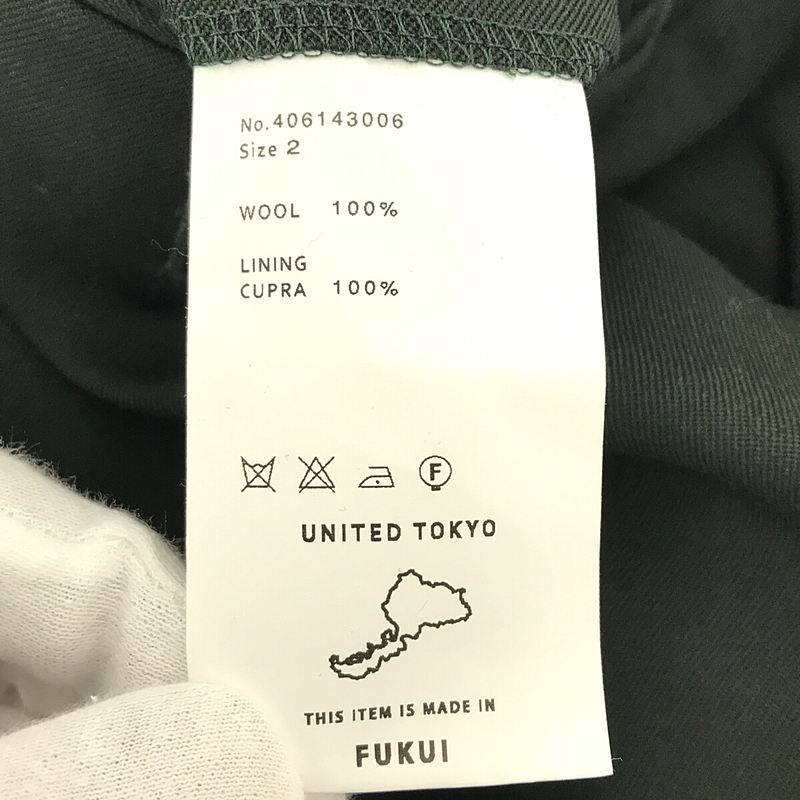 No.406143006
Size 2
WOOL 100%
LINING
CUPRA 100%
F
UNITED TOKYO
THIS ITEM IS MADE IN
FUKUI